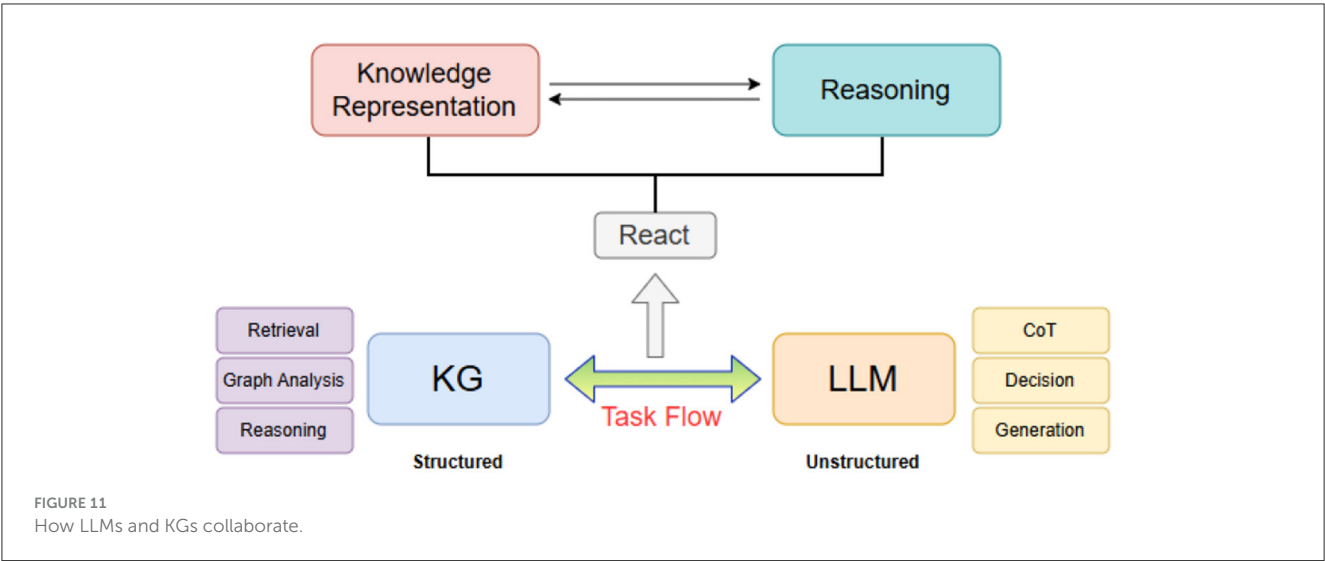 Knowledge
Representation
Reasoning
React
Retrieval
Graph Analysis
Reasoning
KG
Task Flow
LLM
CoT
Decision
Generation
Structured
Unstructured
FIGURE 11
How LLMs and KGs collaborate.